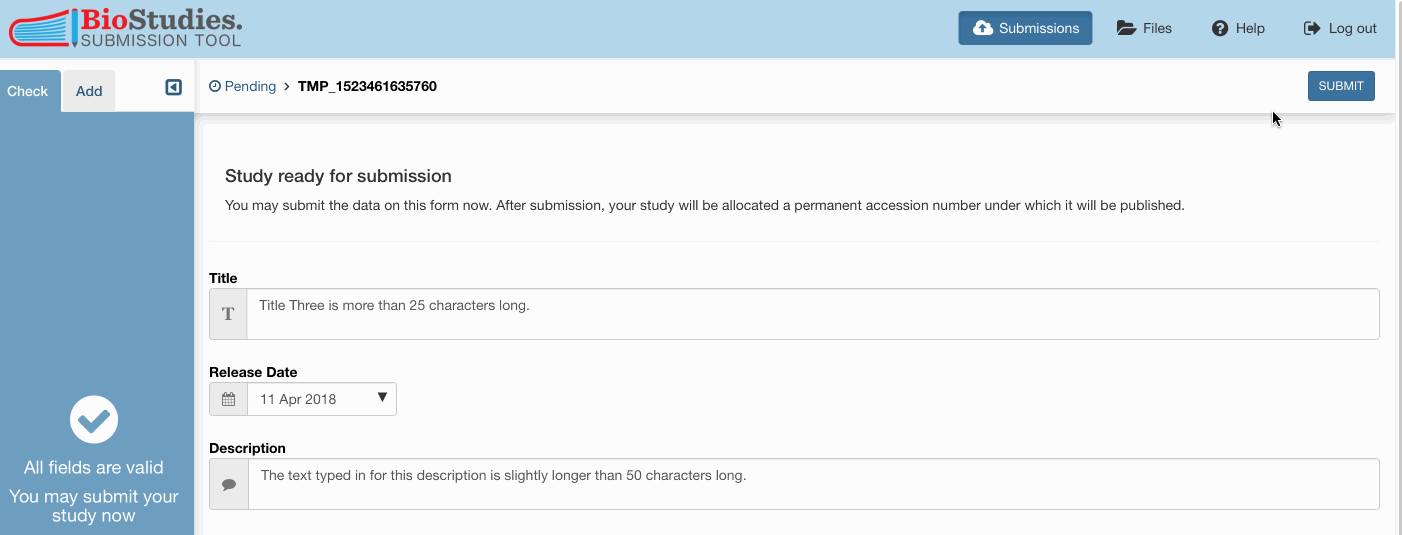 BioStudies.
SUBMISSION TOOL
Submissions
Files
Help
Log out
Check
Add
Pending > TMP_1523461635760
SUBMIT
Study ready for submission
You may submit the data on this form now. After submission, your study will be allocated a permanent accession number under which it will be published.
Title
T
Title Three is more than 25 characters long.
Release Date
11 Apr 2018
Description
The text typed in for this description is slightly longer than 50 characters long.
All fields are valid
You may submit your
study now